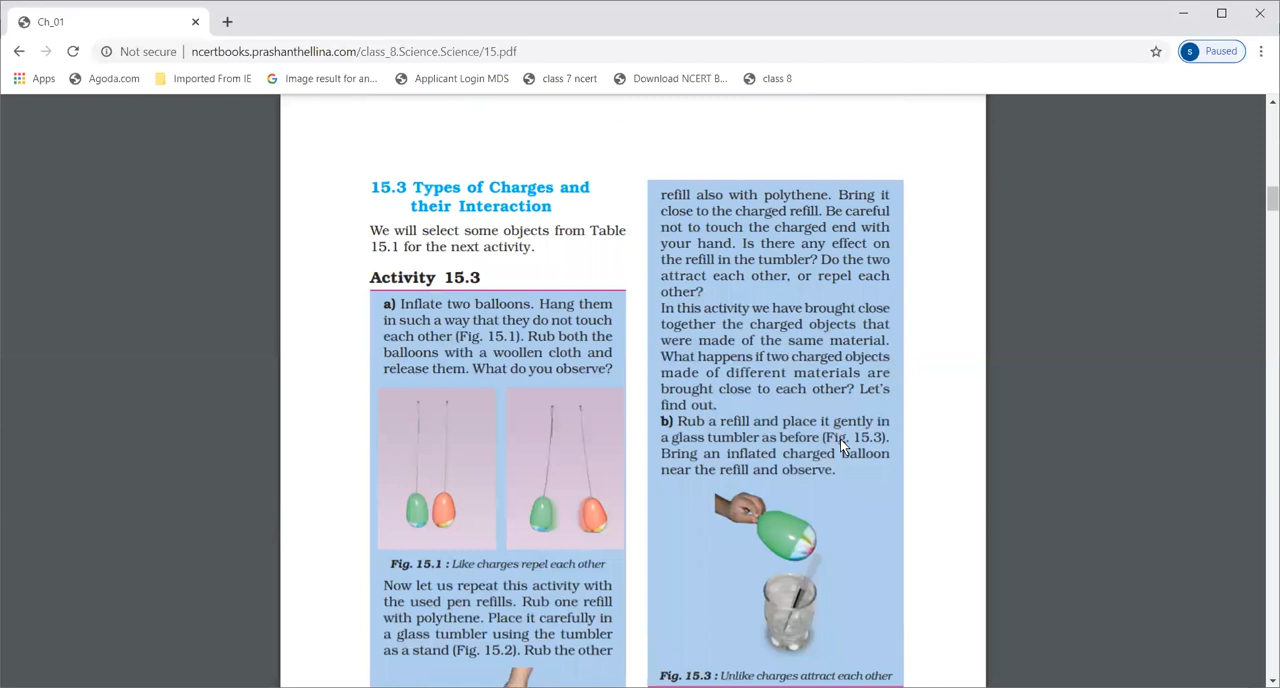 Ch_01
Not secure | ncertbooks.prashanthellina.com/class_8.Science.Science/15.pdf
s Paused
Apps Agoda.com Imported From IE Image result for an... Applicant Login MDS class 7 ncert Download NCERT B... class 8
15.3 Types of Charges and
their Interaction
We will select some objects from Table
15.1 for the next activity.
Activity 15.3
a) Inflate two balloons. Hang them
in such a way that they do not touch
each other (Fig. 15.1). Rub both the
balloons with a woollen cloth and
release them. What do you observe?
Fig. 15.1 : Like charges repel each other
Now let us repeat this activity with
the used pen refills. Rub one refill
with polythene. Place it carefully in
a glass tumbler using the tumbler
as a stand (Fig. 15.2). Rub the other
refill also with polythene. Bring it
close to the charged refill. Be careful
not to touch the charged end with
your hand. Is there any effect on
the refill in the tumbler? Do the two
attract each other, or repel each
other?
In this activity we have brought close
together the charged objects that
were made of the same material.
What happens if two charged objects
made of different materials are
brought close to each other? Let's
find out.
b) Rub a refill and place it gently in
a glass tumbler as before (Fig. 15.3).
Bring an inflated charged balloon
near the refill and observe.
Fig. 15.3 : Unlike charges attract each other